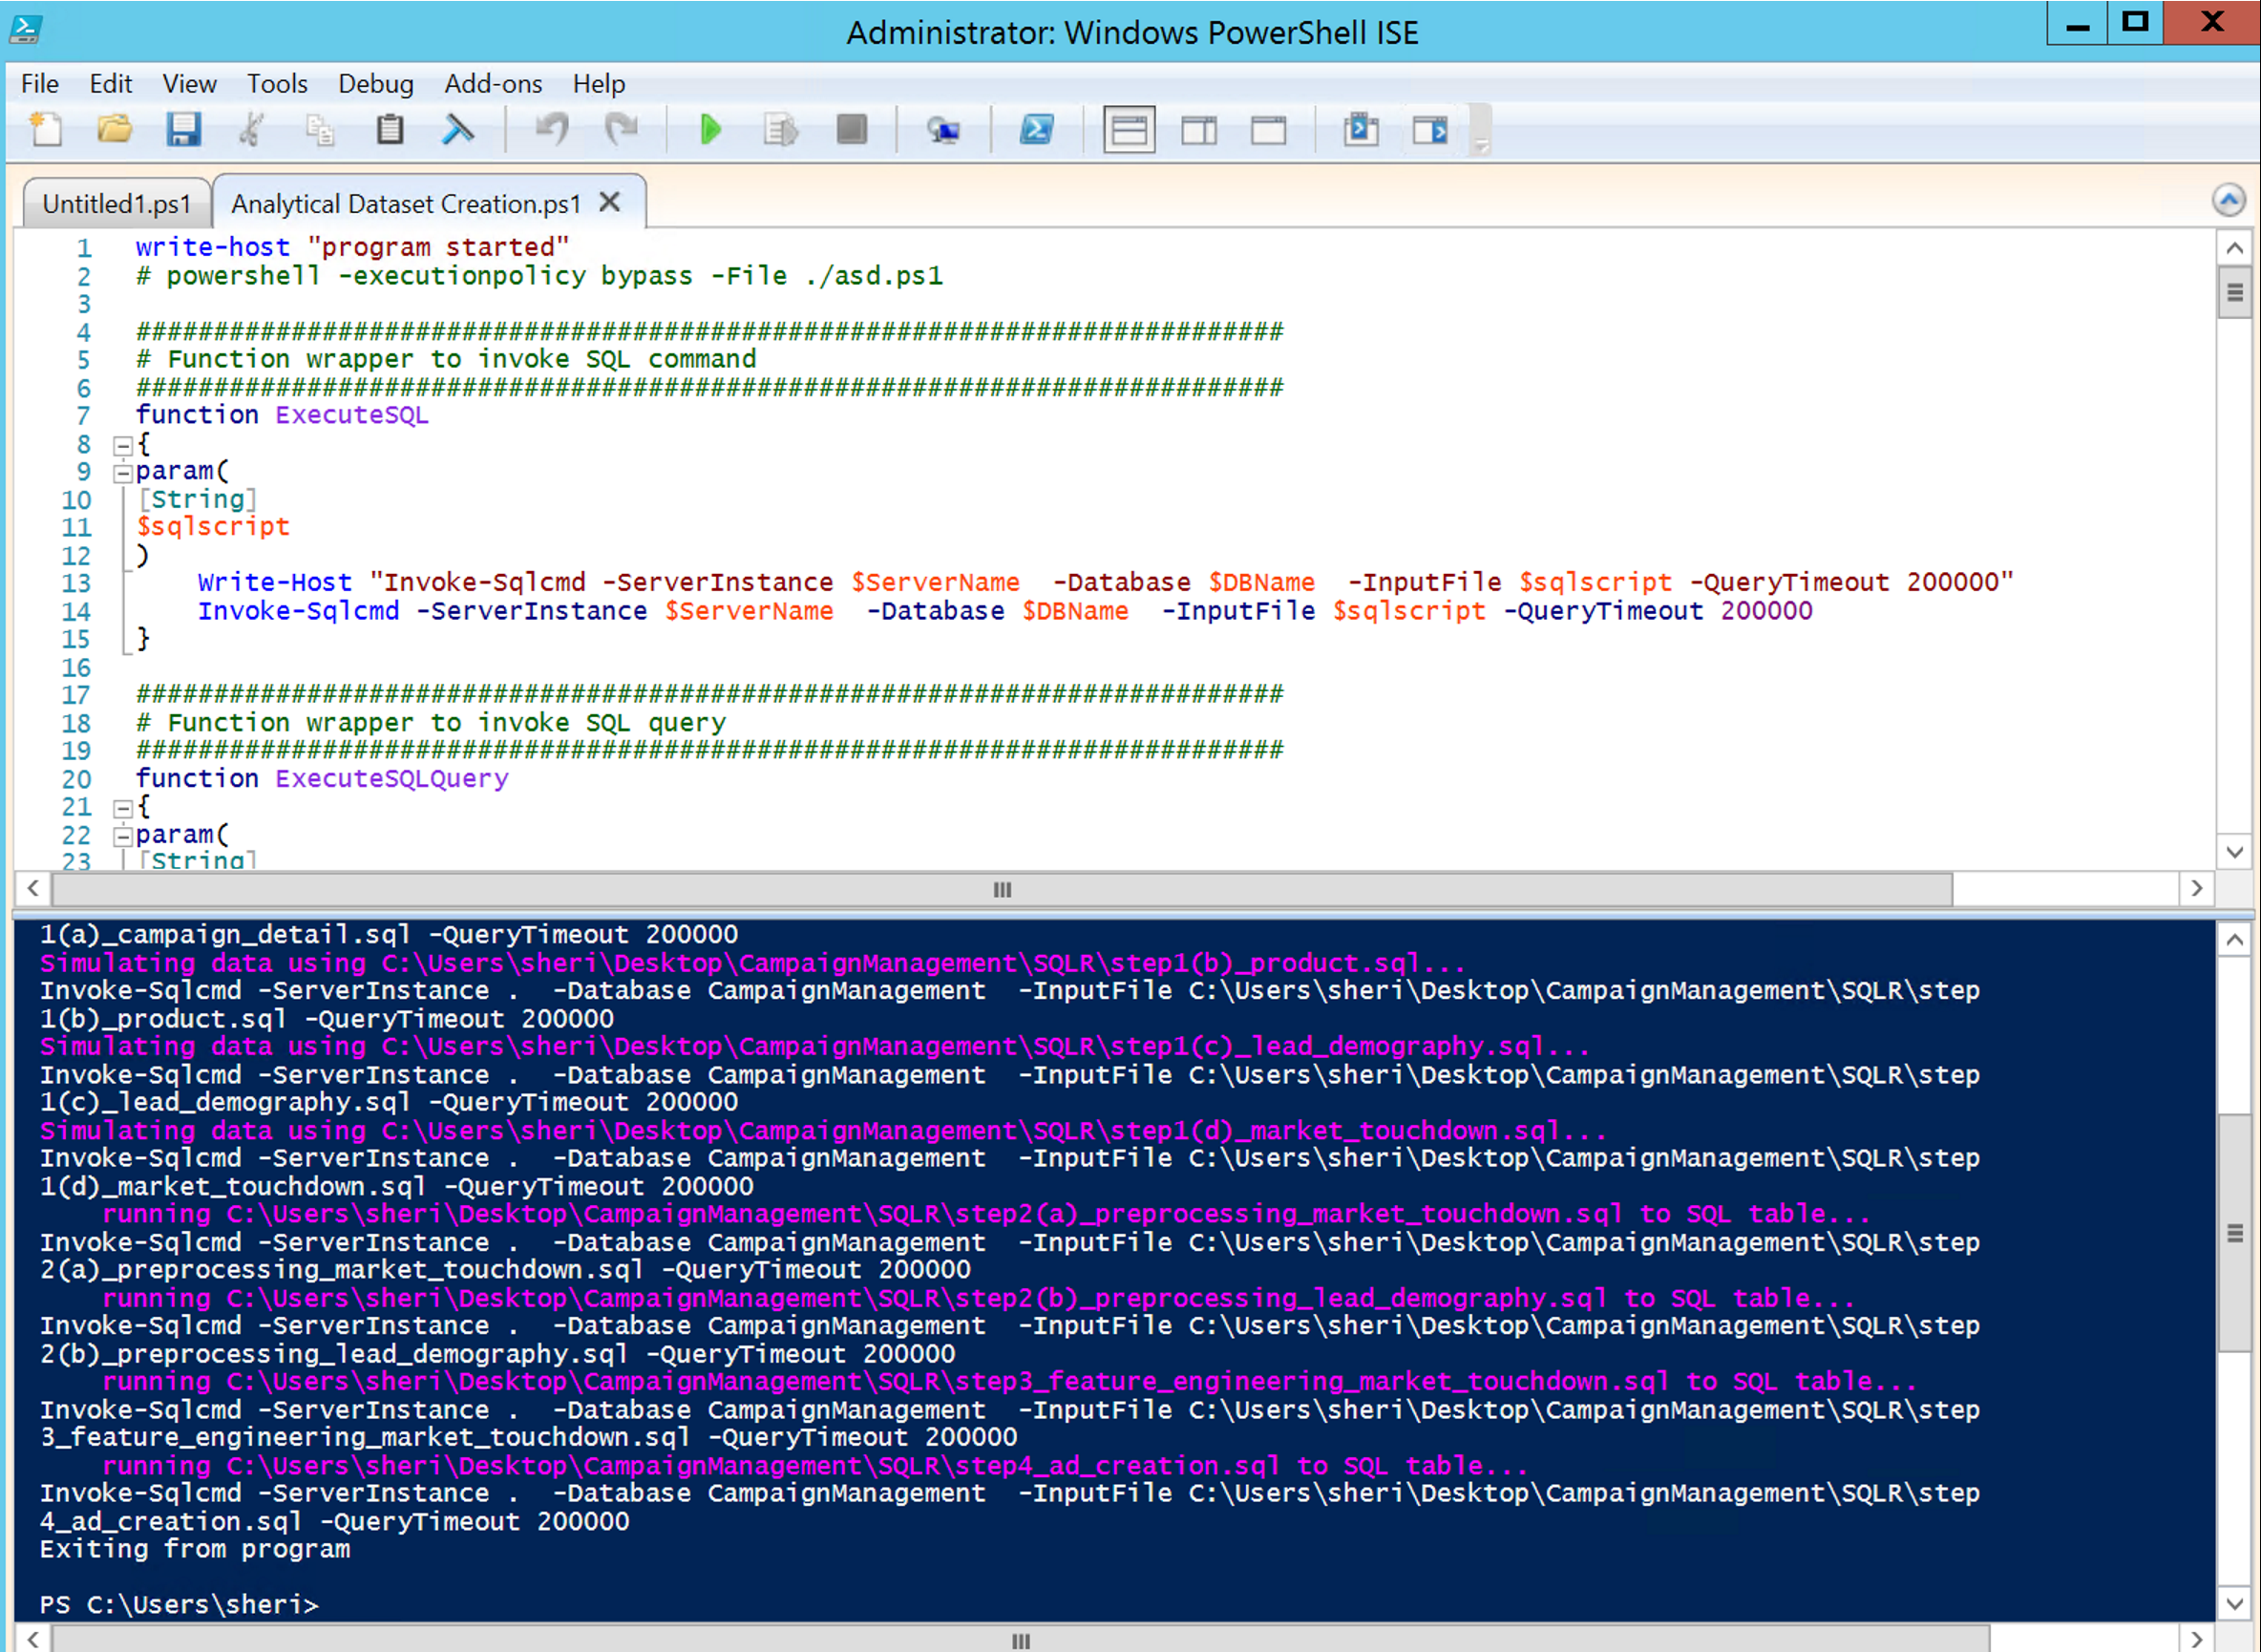 Administrator: Windows PowerShell ISE
File Edit View Tools Debug Add-ons Help
Untitled1.ps1 Analytical Dataset Creation.ps1 X
1 write-host "program started"
2 # powershell -executionpolicy bypass -File ./asd.ps1
3
4 ##########################################################################
5 # Function wrapper to invoke SQL command
6 ##########################################################################
7 function ExecuteSQL
8 {
9 param(
10 [String]
11 $sqlscript
12 )
13     Write-Host "Invoke-Sqlcmd -ServerInstance $ServerName  -Database $DBName  -InputFile $sqlscript -QueryTimeout 200000"
14     Invoke-Sqlcmd -ServerInstance $ServerName  -Database $DBName  -InputFile $sqlscript -QueryTimeout 200000
15 }
16
17 ##########################################################################
18 # Function wrapper to invoke SQL query
19 ##########################################################################
20 function ExecuteSQLQuery
21 {
22 param(
23 [String]
1(a)_campaign_detail.sql -QueryTimeout 200000
Simulating data using C:\Users\sheri\Desktop\CampaignManagement\SQLR\step1(b)_product.sql...
Invoke-Sqlcmd -ServerInstance .  -Database CampaignManagement  -InputFile C:\Users\sheri\Desktop\CampaignManagement\SQLR\step
1(b)_product.sql -QueryTimeout 200000
Simulating data using C:\Users\sheri\Desktop\CampaignManagement\SQLR\step1(c)_lead_demography.sql...
Invoke-Sqlcmd -ServerInstance .  -Database CampaignManagement  -InputFile C:\Users\sheri\Desktop\CampaignManagement\SQLR\step
1(c)_lead_demography.sql -QueryTimeout 200000
Simulating data using C:\Users\sheri\Desktop\CampaignManagement\SQLR\step1(d)_market_touchdown.sql...
Invoke-Sqlcmd -ServerInstance .  -Database CampaignManagement  -InputFile C:\Users\sheri\Desktop\CampaignManagement\SQLR\step
1(d)_market_touchdown.sql -QueryTimeout 200000
    running C:\Users\sheri\Desktop\CampaignManagement\SQLR\step2(a)_preprocessing_market_touchdown.sql to SQL table...
Invoke-Sqlcmd -ServerInstance .  -Database CampaignManagement  -InputFile C:\Users\sheri\Desktop\CampaignManagement\SQLR\step
2(a)_preprocessing_market_touchdown.sql -QueryTimeout 200000
    running C:\Users\sheri\Desktop\CampaignManagement\SQLR\step2(b)_preprocessing_lead_demography.sql to SQL table...
Invoke-Sqlcmd -ServerInstance .  -Database CampaignManagement  -InputFile C:\Users\sheri\Desktop\CampaignManagement\SQLR\step
2(b)_preprocessing_lead_demography.sql -QueryTimeout 200000
    running C:\Users\sheri\Desktop\CampaignManagement\SQLR\step3_feature_engineering_market_touchdown.sql to SQL table...
Invoke-Sqlcmd -ServerInstance .  -Database CampaignManagement  -InputFile C:\Users\sheri\Desktop\CampaignManagement\SQLR\step
3_feature_engineering_market_touchdown.sql -QueryTimeout 200000
    running C:\Users\sheri\Desktop\CampaignManagement\SQLR\step4_ad_creation.sql to SQL table...
Invoke-Sqlcmd -ServerInstance .  -Database CampaignManagement  -InputFile C:\Users\sheri\Desktop\CampaignManagement\SQLR\step
4_ad_creation.sql -QueryTimeout 200000
Exiting from program
PS C:\Users\sheri>